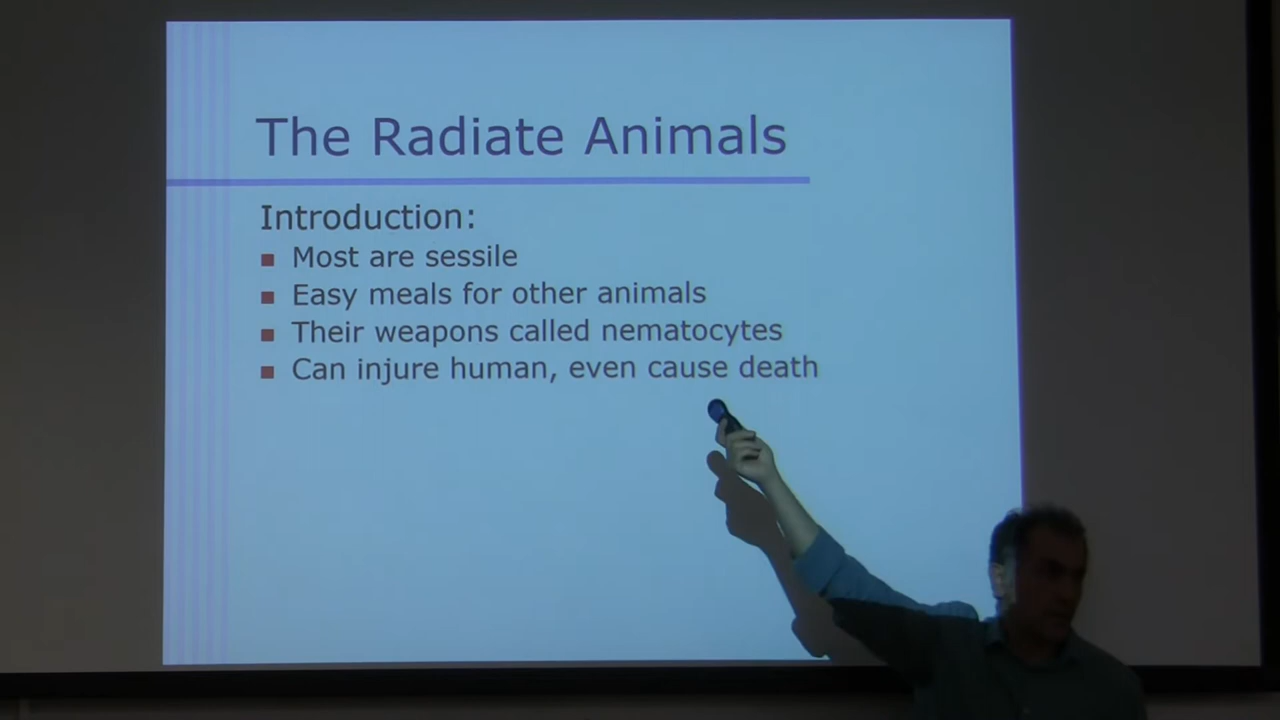 The Radiate Animals
Introduction:
Most are sessile
Easy meals for other animals
Their weapons called nematocytes
Can injure human, even cause death